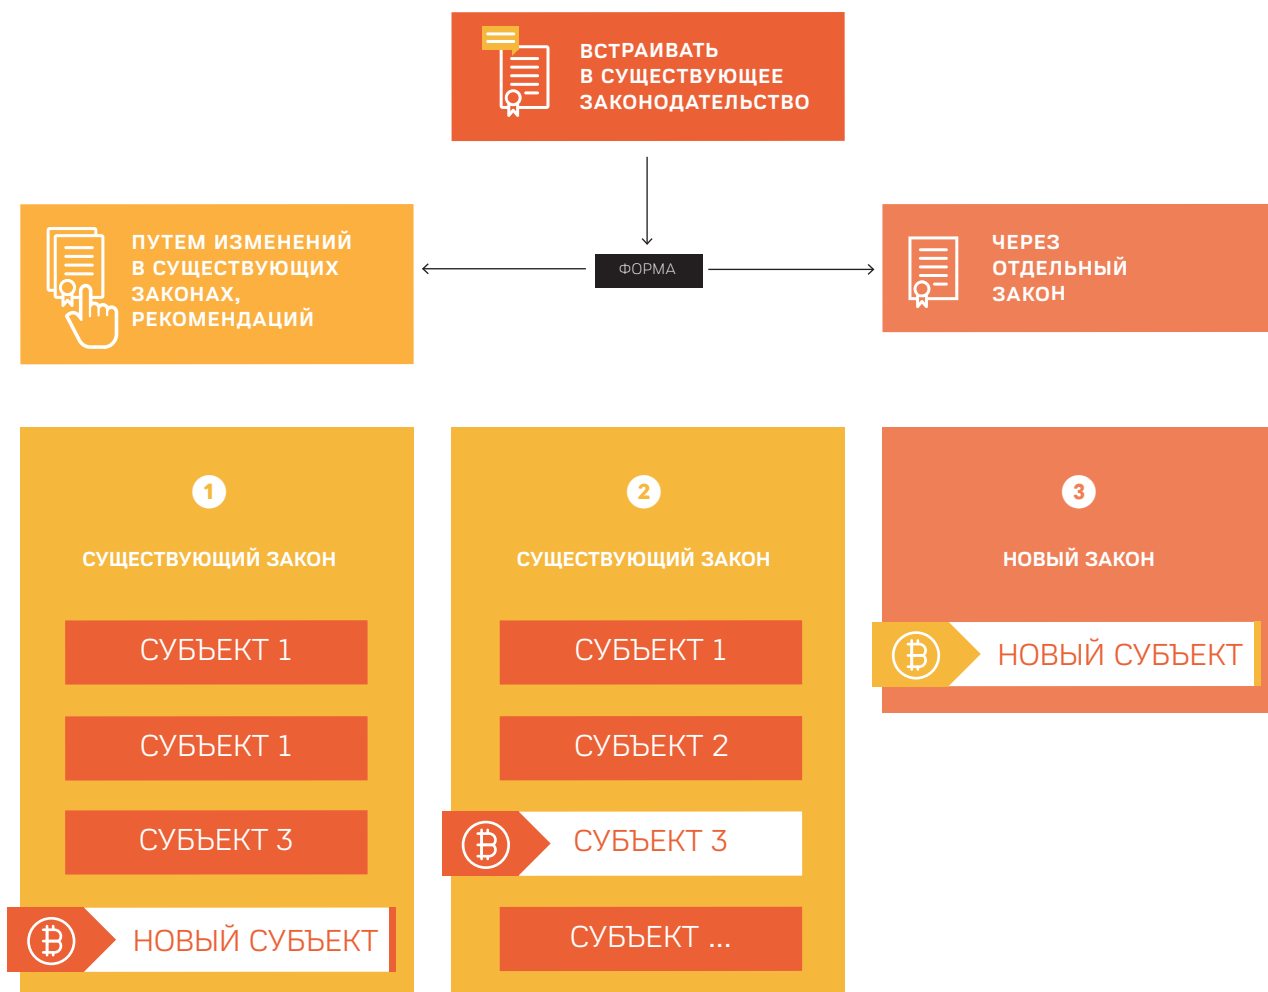 ВСТРАИВАТЬ
В СУЩЕСТВУЮЩЕЕ
ЗАКОНОДАТЕЛЬСТВО
ПУТЕМ ИЗМЕНЕНИЙ
В СУЩЕСТВУЮЩИХ
ЗАКОНАХ,
РЕКОМЕНДАЦИЙ
ФОРМА
ЧЕРЕЗ
ОТДЕЛЬНЫЙ
ЗАКОН
1
СУЩЕСТВУЮЩИЙ ЗАКОН
СУБЪЕКТ 1
СУБЪЕКТ 1
СУБЪЕКТ 3
НОВЫЙ СУБЪЕКТ
2
СУЩЕСТВУЮЩИЙ ЗАКОН
СУБЪЕКТ 1
СУБЪЕКТ 2
СУБЪЕКТ 3
СУБЪЕКТ ...
3
НОВЫЙ ЗАКОН
НОВЫЙ СУБЪЕКТ